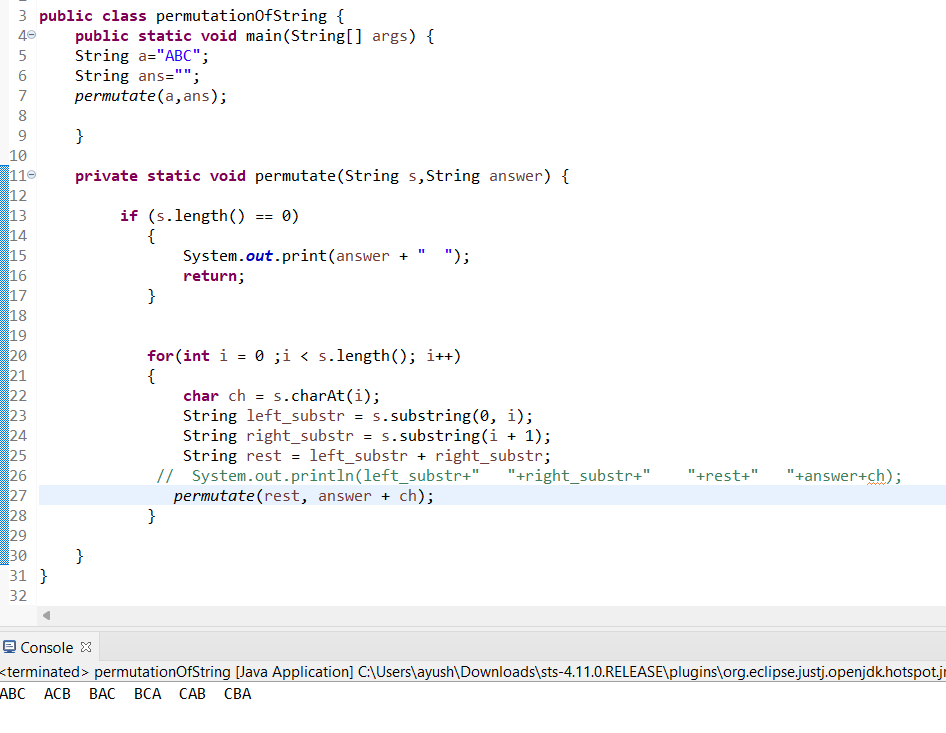 3 public class permutationOfString {
4 public static void main(String[] args) {
5 String a="ABC";
6 String ans="";
7 permutate(a,ans);
8
9 }
10
11 private static void permutate(String s,String answer) {
12
13 if (s.length() == 0)
14 {
15 System.out.print(answer + "  ");
16 return;
17 }
18
19
20 for(int i = 0 ;i < s.length(); i++)
21 {
22 char ch = s.charAt(i);
23 String left_substr = s.substring(0, i);
24 String right_substr = s.substring(i + 1);
25 String rest = left_substr + right_substr;
26 //  System.out.println(left_substr+"   "+right_substr+"    "+rest+"   "+answer+ch);
27 permutate(rest, answer + ch);
28 }
29
30 }
31 }
32
Console
<terminated> permutationOfString [Java Application] C:\Users\ayush\Downloads\sts-4.11.0.RELEASE\plugins\org.eclipse.justj.openjdk.hotspot.jr
ABC  ACB  BAC  BCA  CAB  CBA